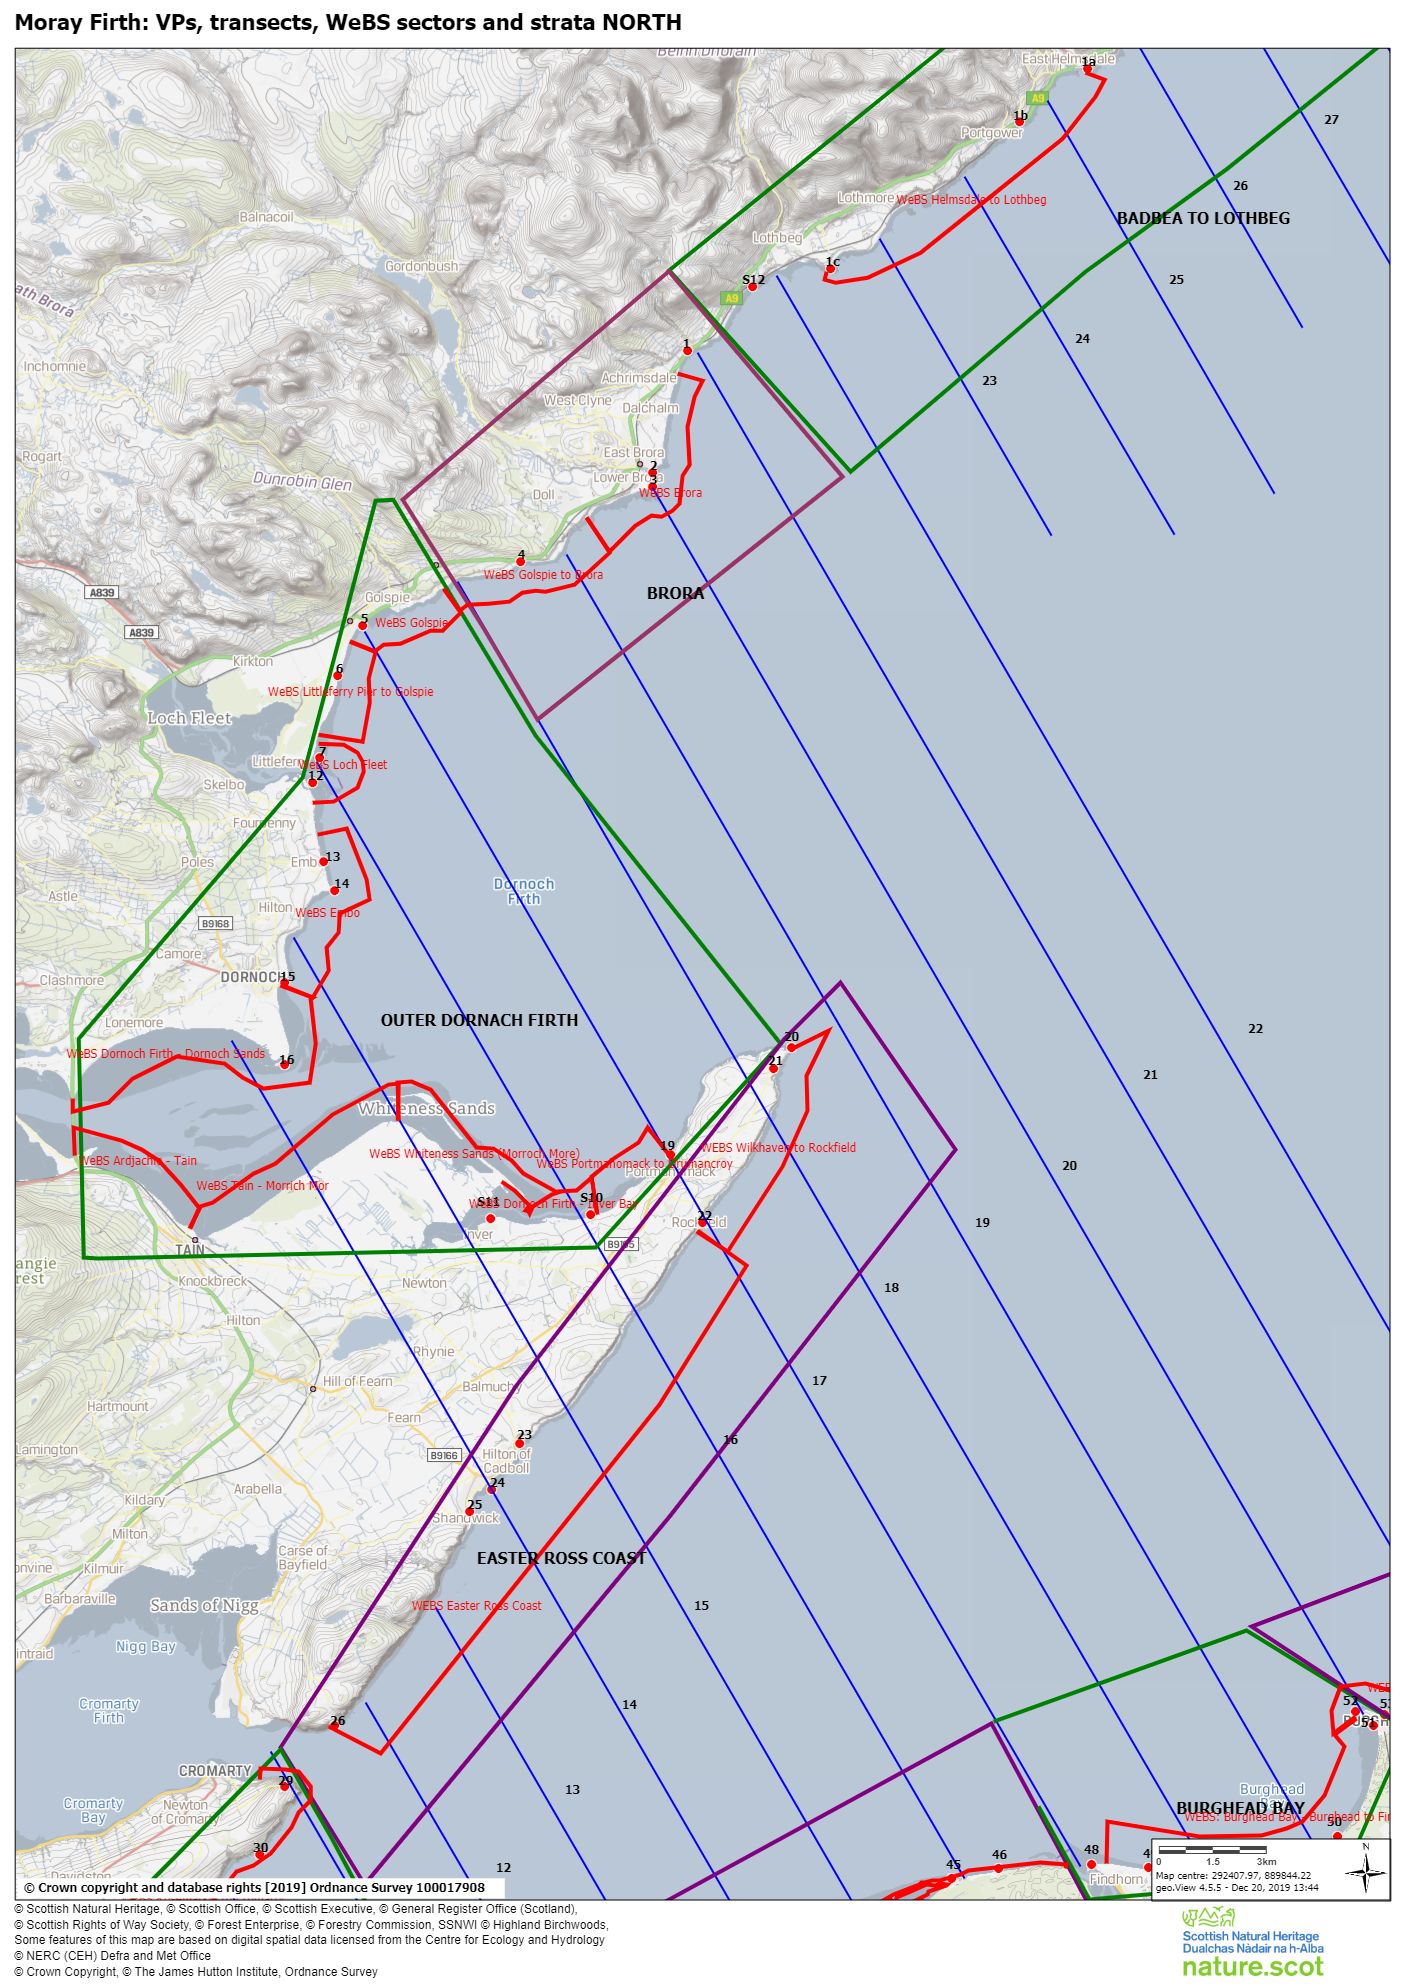 Moray Firth: VPs, transects, WeBS sectors and strata NORTH
Beinn Dhorain
East Helmsdale
1a
A9
1b
Portgower
27
26
Lothmore
WeBS Helmsdale to Lothbeg
BADBEA TO LOTHBEG
Balnacoil
Lothbeg
Gordonbush
1c
S12
25
A9
ath Brora
24
1
Inchomnie
Achrimsdale
23
West Clyne
Dalchalm
Rogart
East Brora
2
Lower Brora
3
Dunrobin Glen
Doll
WeBS Brora
4
WeBS Golspie to Brora
A839
BRORA
Golspie
5
WeBS Golspie
A839
Kirkton
6
WeBS Littleferry Pier to Golspie
Loch Fleet
7
Littleferry
WeBS Loch Fleet
12
Skelbo
Fourpenny
Embo
13
Poles
14
Dornoch
Firth
Astle
Hilton
WeBS Embo
B9168
Camore
DORNOCH
15
Clashmore
Lonemore
OUTER DORNACH FIRTH
22
20
WeBS Dornoch Firth - Dornoch Sands
16
21
21
Whiteness Sands
19
WEBS Wilkhaven to Rockfield
WeBS Whiteness Sands (Morroch More)
WeBS Ardjachie - Tain
WeBS Portmahomack to Drumancroy
20
Portmahomack
WeBS Tain - Morrich Mor
S11
S10
WeBS Dornoch Firth - Inver Bay
22
Rockfield
19
Inver
TAIN
B9165
angie
rest
Knockbreck
Newton
18
Hilton
Rhynie
Hill of Fearn
17
Balmuchy
Hartmount
Fearn
23
16
Lamington
B9166
Hilton of
Cadboll
Arabella
24
Kildary
25
Shandwick
Milton
Carse of
Bayfield
EASTER ROSS COAST
onvine
Kilmuir
Barbaraville
Sands of Nigg
WEBS Easter Ross Coast
15
Nigg Bay
intraid
Cromarty
Firth
14
26
52
51
CROMARTY
29
13
Burghead
Cromarty
Bay
Newton
of Cromarty
BURGHEAD BAY
WEBS: Burghead Bay - Burghead to Fin
50
30
12
45
46
48
Findhorn
Davidston
N
0 1.5 3km
Map centre: 292407.97, 889844.22
geo.View 4.5.5 - Dec 20, 2019 13:44
© Crown copyright and database rights [2019] Ordnance Survey 100017908
© Scottish Natural Heritage, © Scottish Office, © Scottish Executive, © General Register Office (Scotland),
© Scottish Rights of Way Society, © Forest Enterprise, © Forestry Commission, SSNWI © Highland Birchwoods,
Some features of this map are based on digital spatial data licensed from the Centre for Ecology and Hydrology
© NERC (CEH) Defra and Met Office
© Crown Copyright, © The James Hutton Institute, Ordnance Survey
Scottish Natural Heritage
Dualchas Nàdair na h-Alba
nature.scot